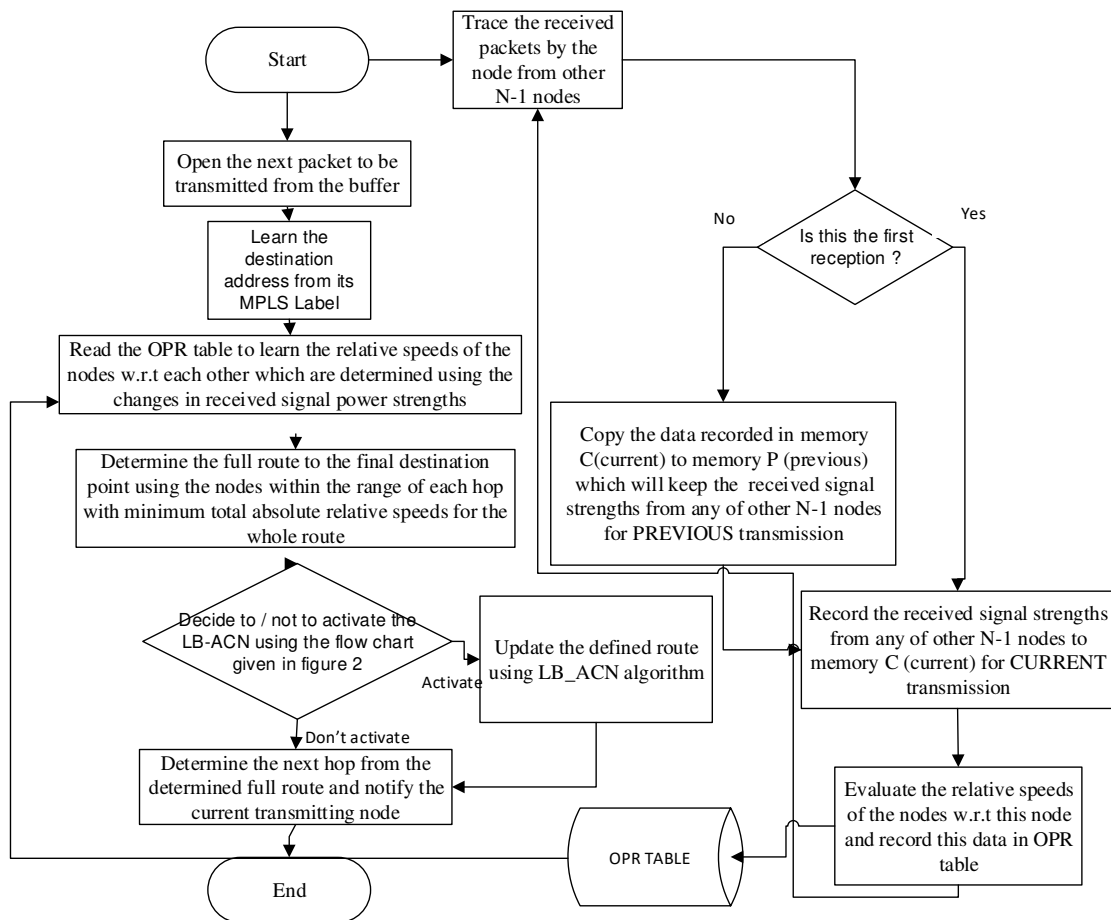 Start
Trace the received
packets by the
node from other
N-1 nodes
Open the next packet to be
transmitted from the buffer
Learn the
destination
address from its
MPLS Label
No
Yes
Is this the first
reception ?
Read the OPR table to learn the relative speeds of the
nodes w.r.t each other which are determined using the
changes in received signal power strengths
Determine the full route to the final destination
point using the nodes within the range of each hop
with minimum total absolute relative speeds for the
whole route
Copy the data recorded in memory
C(current) to memory P (previous)
which will keep the received signal
strengths from any of other N-1 nodes
for PREVIOUS transmission
Decide to / not to activate the
LB-ACN using the flow chart
given in figure 2
Activate
Update the defined route
using LB_ACN algorithm
Record the received signal strengths
from any of other N-1 nodes to
memory C (current) for CURRENT
transmission
Don't activate
Determine the next hop from the
determined full route and notify the
current transmitting node
Evaluate the relative speeds
of the nodes w.r.t this node
and record this data in OPR
table
OPR TABLE
End